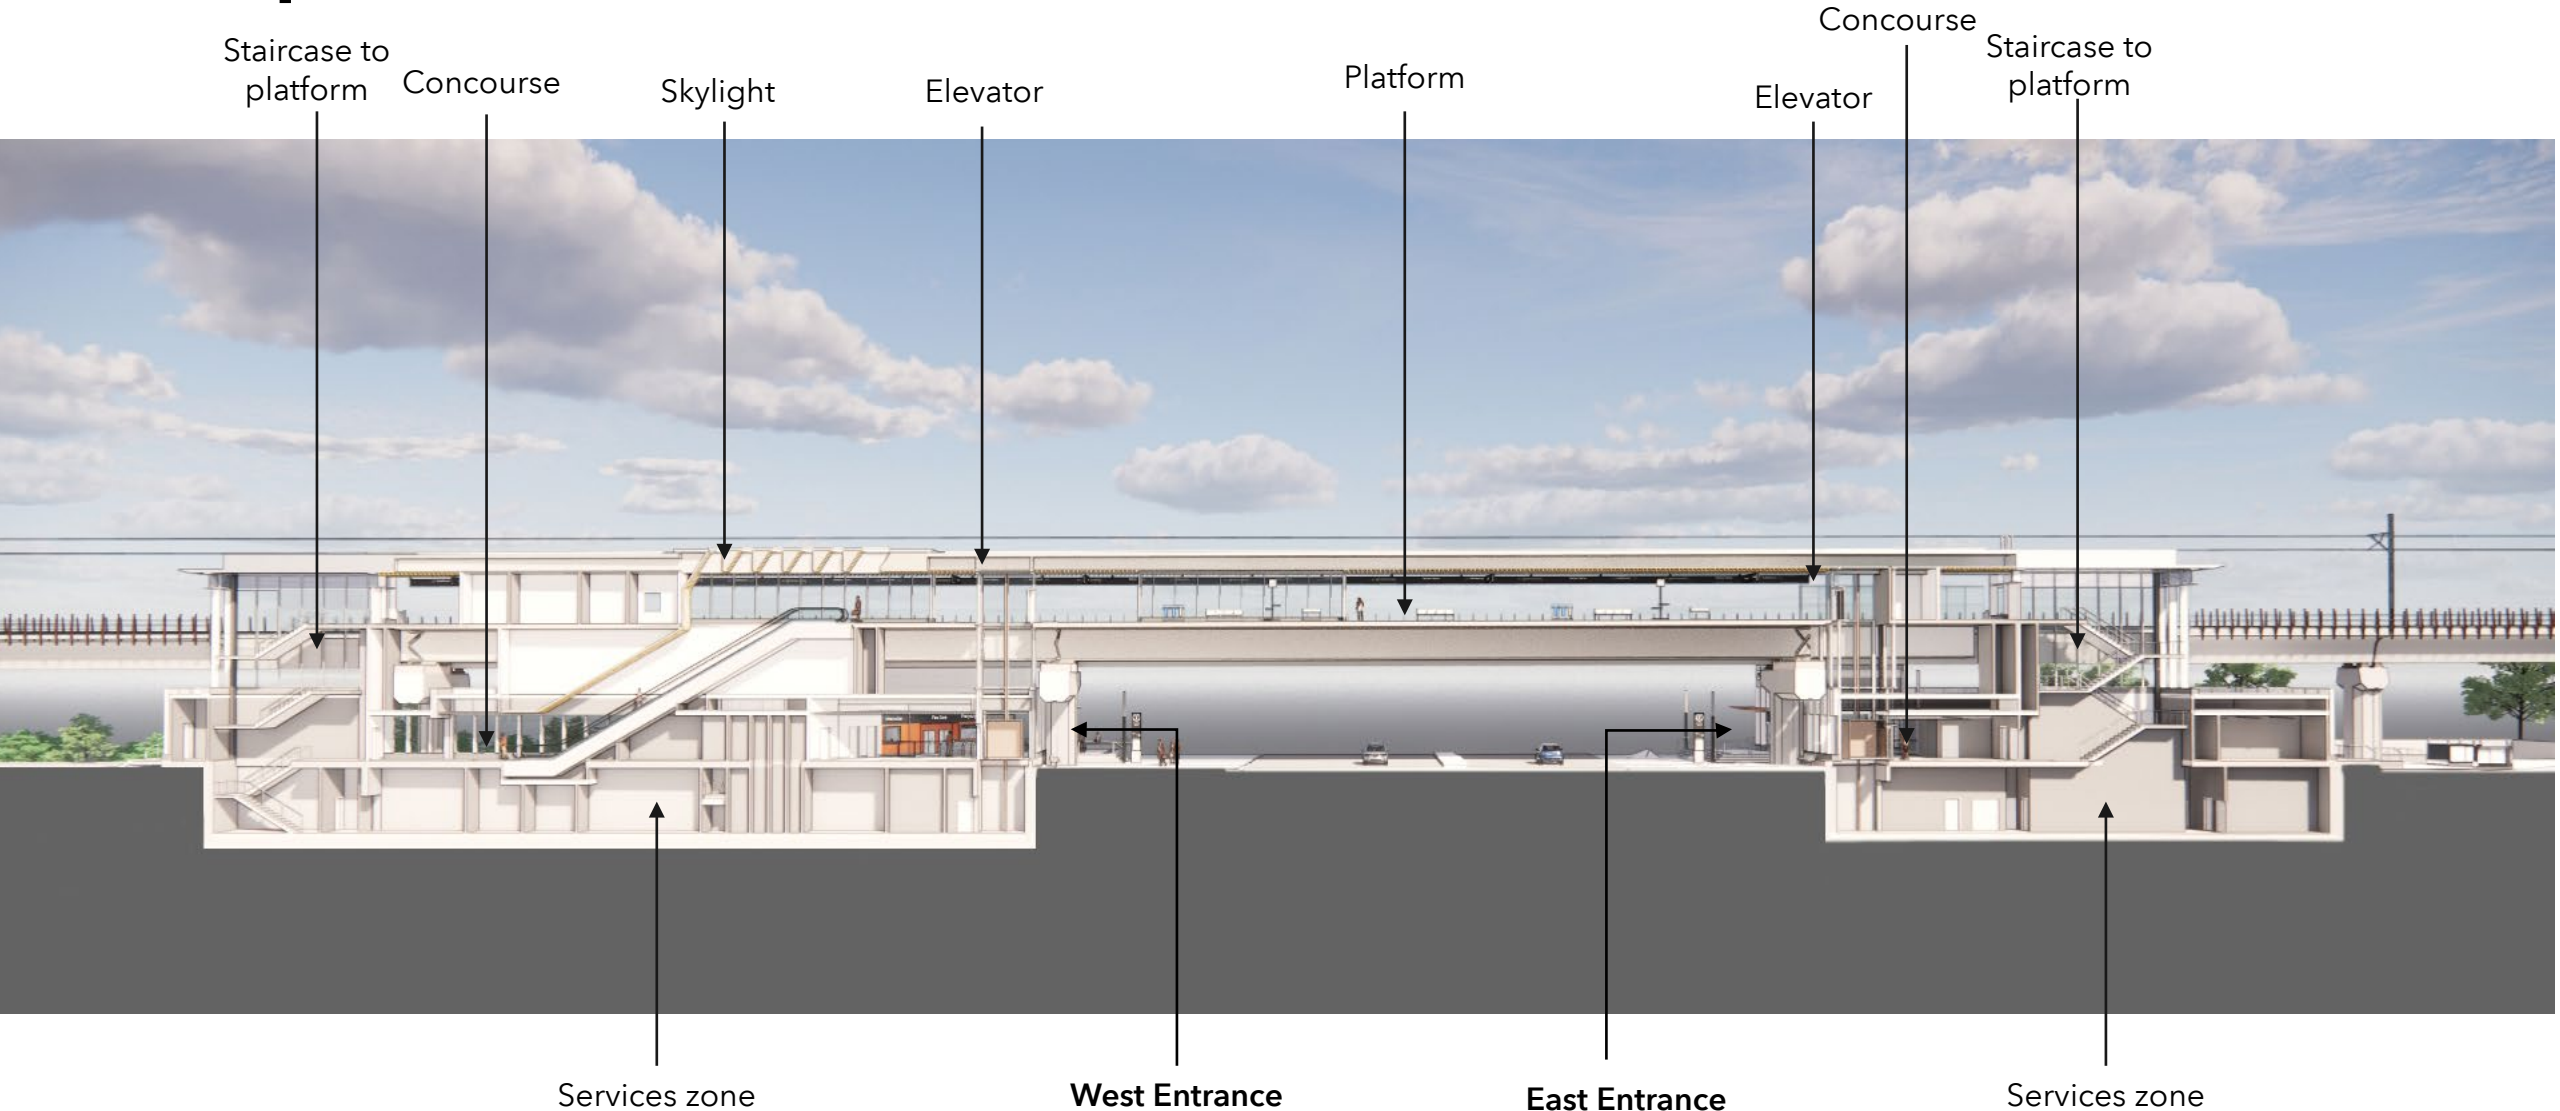 Concourse
Staircase to
platform
Concourse
Skylight
Elevator
Platform
Elevator
Staircase to
platform
Services zone
West Entrance
East Entrance
Services zone